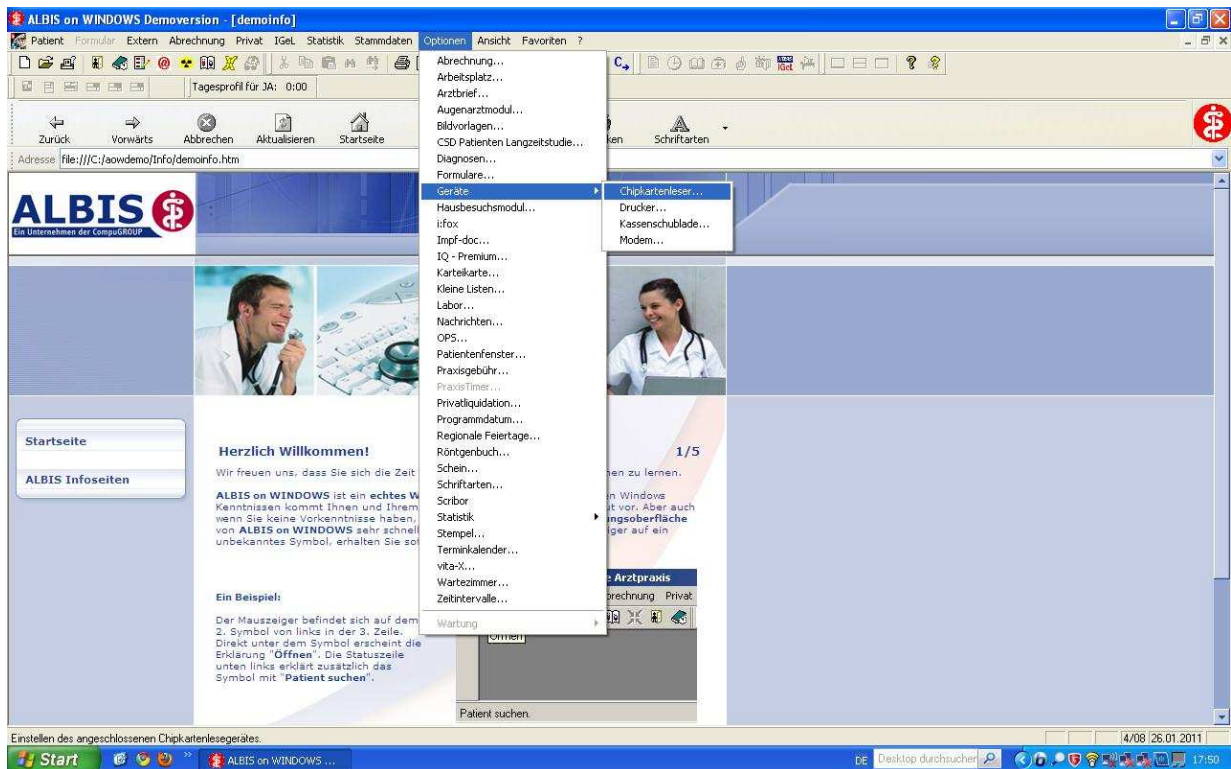 ALBIS on WINDOWS Demoversion - [demoinfo]
Patient Formular Extern Abrechnung Privat IGeL Statistik Stammdaten Optionen Ansicht Favoriten ?
Tagesprofil für JA: 0:00
Zurück Vorwärts Abbrechen Aktualisieren Startseite ken Schriftarten
Adresse file:///C:/aowdemo/Info/demoinfo.htm
Abrechnung...
Arbeitsplatz...
Arztbrief...
Augenarztmodul...
Bildvorlagen...
CSD Patienten Langzeitstudie...
Diagnosen...
Formulare...
Geräte
Hausbesuchsmodul...
i:fox
Impf-doc...
IQ - Premium...
Karteikarte...
Kleine Listen...
Labor...
Nachrichten...
OPS...
Patientenfenster...
Praxisgebühr...
PraxisTimer...
Privatliquidation...
Programmdatum...
Regionale Feiertage...
Röntgenbuch...
Schein...
Schriftarten...
Scribor
Statistik
Stempel...
Terminkalender...
vita-X...
Wartezimmer...
Zeitintervalle...
Wartung
Chipkartenleser...
Drucker...
Kassenschublade...
Modem...
ALBIS
Ein Unternehmen der CompuGROUP
Startseite
ALBIS Infoseiten
Herzlich Willkommen! 1/5
Wir freuen uns, dass Sie sich die Zeit en zu lernen.
ALBIS on WINDOWS ist ein echtes W n Windows
Kenntnissen kommt Ihnen und Ihrem ut vor. Aber auch
wenn Sie keine Vorkenntnisse haben, ngsoberfläche
von ALBIS on WINDOWS sehr schnell iger auf ein
unbekanntes Symbol, erhalten Sie sof
Ein Beispiel:
Der Mauszeiger befindet sich auf dem
2. Symbol von links in der 3. Zeile.
Direkt unter dem Symbol erscheint die
Erklärung "Öffnen". Die Statuszeile
unten links erklärt zusätzlich das
Symbol mit "Patient suchen".
e Arztpraxis
brechnung Privat
Öffnen
Patient suchen.
Einstellen des angeschlossenen Chipkartenlesegerätes. 4/08 26.01.2011
Start ALBIS on WINDOWS ... DE Desktop durchsuchen 17:50